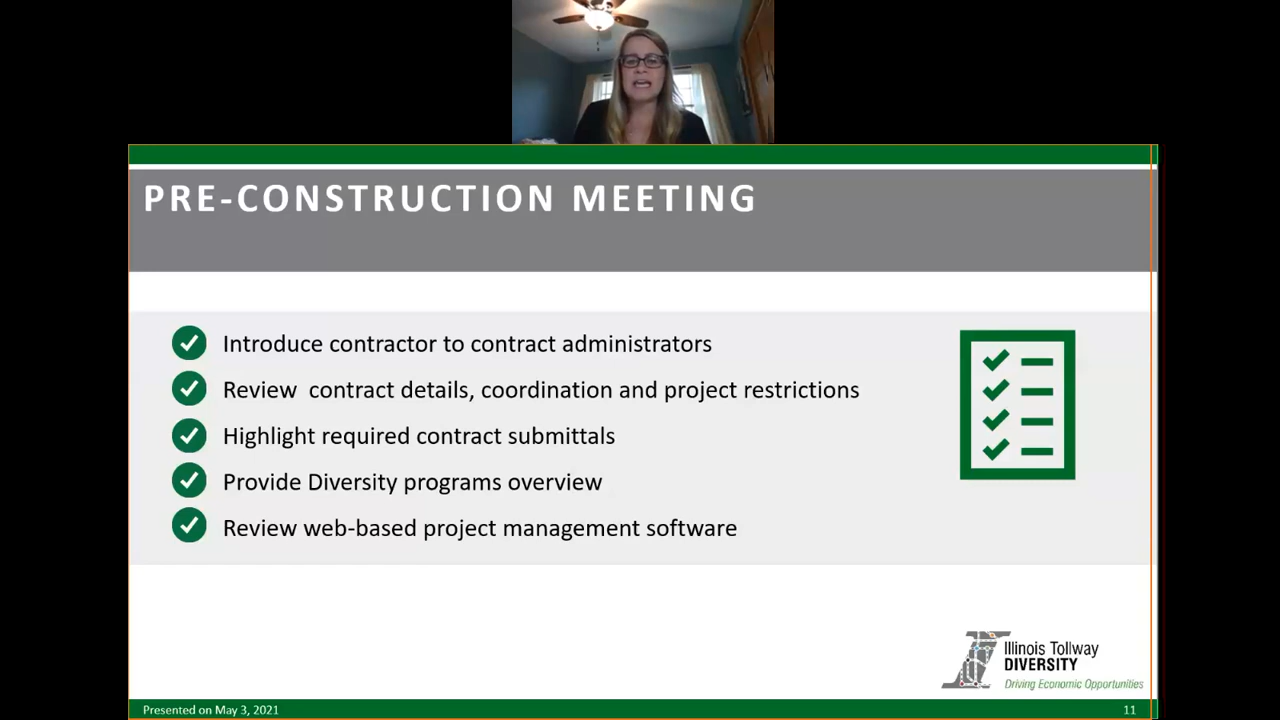 PRE-CONSTRUCTION MEETING
Introduce contractor to contract administrators
Review  contract details, coordination and project restrictions
Highlight required contract submittals
Provide Diversity programs overview
Review web-based project management software
Illinois Tollway
DIVERSITY
Driving Economic Opportunities
Presented on May 3, 2021
11